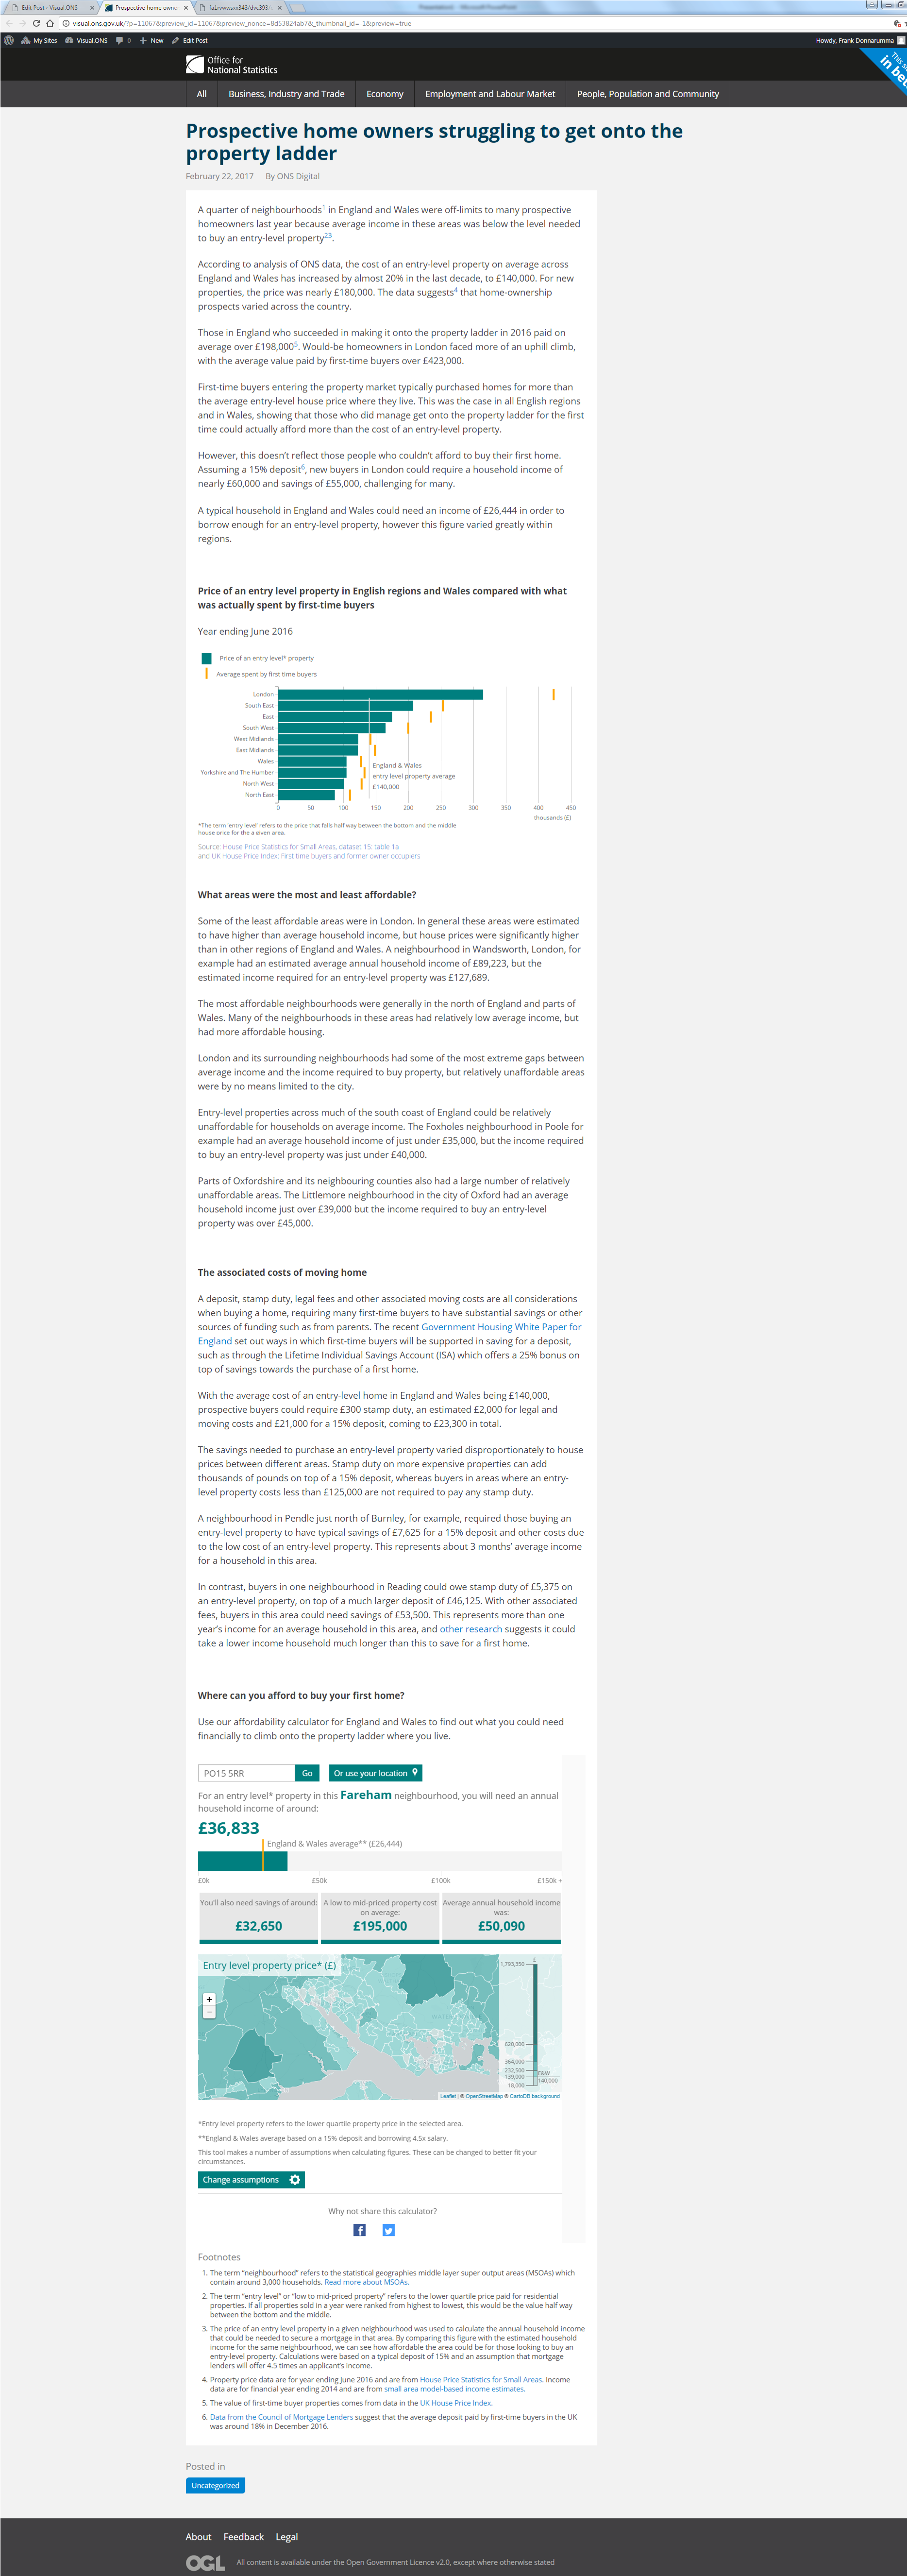 Edit Post ‹ Visual.ONS —
Prospective home owner
fa1rvwwsxs343/dvc393/
visual.ons.gov.uk/?p=11067&preview_id=11067&preview_nonce=8d53824ab7&_thumbnail_id=-1&preview=true
My Sites Visual.ONS 0 New Edit Post
Howdy, Frank Donnarumma
Office for
National Statistics
in bet
All Business, Industry and Trade Economy Employment and Labour Market People, Population and Community
Prospective home owners struggling to get onto the
property ladder
February 22, 2017 By ONS Digital
A quarter of neighbourhoods1 in England and Wales were off-limits to many prospective
homeowners last year because average income in these areas was below the level needed
to buy an entry-level property23.
According to analysis of ONS data, the cost of an entry-level property on average across
England and Wales has increased by almost 20% in the last decade, to £140,000. For new
properties, the price was nearly £180,000. The data suggests4 that home-ownership
prospects varied across the country.
Those in England who succeeded in making it onto the property ladder in 2016 paid on
average over £198,0005. Would-be homeowners in London faced more of an uphill climb,
with the average value paid by first-time buyers over £423,000.
First-time buyers entering the property market typically purchased homes for more than
the average entry-level house price where they live. This was the case in all English regions
and in Wales, showing that those who did manage get onto the property ladder for the first
time could actually afford more than the cost of an entry-level property.
However, this doesn't reflect those people who couldn't afford to buy their first home.
Assuming a 15% deposit6, new buyers in London could require a household income of
nearly £60,000 and savings of £55,000, challenging for many.
A typical household in England and Wales could need an income of £26,444 in order to
borrow enough for an entry-level property, however this figure varied greatly within
regions.
Price of an entry level property in English regions and Wales compared with what
was actually spent by first-time buyers
Year ending June 2016
Price of an entry level* property
Average spent by first time buyers
London
South East
East
South West
West Midlands
East Midlands
Wales
Yorkshire and The Humber
North West
North East
England & Wales
entry level property average
£140,000
0 50 100 150 200 250 300 350 400 450
thousands (£)
*The term 'entry level' refers to the price that falls half way between the bottom and the middle
house price for the a given area.
Source: House Price Statistics for Small Areas, dataset 15: table 1a
and UK House Price Index: First time buyers and former owner occupiers
What areas were the most and least affordable?
Some of the least affordable areas were in London. In general these areas were estimated
to have higher than average household income, but house prices were significantly higher
than in other regions of England and Wales. A neighbourhood in Wandsworth, London, for
example had an estimated average annual household income of £89,223, but the
estimated income required for an entry-level property was £127,689.
The most affordable neighbourhoods were generally in the north of England and parts of
Wales. Many of the neighbourhoods in these areas had relatively low average income, but
had more affordable housing.
London and its surrounding neighbourhoods had some of the most extreme gaps between
average income and the income required to buy property, but relatively unaffordable areas
were by no means limited to the city.
Entry-level properties across much of the south coast of England could be relatively
unaffordable for households on average income. The Foxholes neighbourhood in Poole for
example had an average household income of just under £35,000, but the income required
to buy an entry-level property was just under £40,000.
Parts of Oxfordshire and its neighbouring counties also had a large number of relatively
unaffordable areas. The Littlemore neighbourhood in the city of Oxford had an average
household income just over £39,000 but the income required to buy an entry-level
property was over £45,000.
The associated costs of moving home
A deposit, stamp duty, legal fees and other associated moving costs are all considerations
when buying a home, requiring many first-time buyers to have substantial savings or other
sources of funding such as from parents. The recent Government Housing White Paper for
England set out ways in which first-time buyers will be supported in saving for a deposit,
such as through the Lifetime Individual Savings Account (ISA) which offers a 25% bonus on
top of savings towards the purchase of a first home.
With the average cost of an entry-level home in England and Wales being £140,000,
prospective buyers could require £300 stamp duty, an estimated £2,000 for legal and
moving costs and £21,000 for a 15% deposit, coming to £23,300 in total.
The savings needed to purchase an entry-level property varied disproportionately to house
prices between different areas. Stamp duty on more expensive properties can add
thousands of pounds on top of a 15% deposit, whereas buyers in areas where an entry-
level property costs less than £125,000 are not required to pay any stamp duty.
A neighbourhood in Pendle just north of Burnley, for example, required those buying an
entry-level property to have typical savings of £7,625 for a 15% deposit and other costs due
to the low cost of an entry-level property. This represents about 3 months' average income
for a household in this area.
In contrast, buyers in one neighbourhood in Reading could owe stamp duty of £5,375 on
an entry-level property, on top of a much larger deposit of £46,125. With other associated
fees, buyers in this area could need savings of £53,500. This represents more than one
year's income for an average household in this area, and other research suggests it could
take a lower income household much longer than this to save for a first home.
Where can you afford to buy your first home?
Use our affordability calculator for England and Wales to find out what you could need
financially to climb onto the property ladder where you live.
PO15 5RR Go Or use your location
For an entry level* property in this Fareham neighbourhood, you will need an annual
household income of around:
£36,833
England & Wales average** (£26,444)
£0k £50k £100k £150k +
You'll also need savings of around:
£32,650
A low to mid-priced property cost
on average:
£195,000
Average annual household income
was:
£50,090
Entry level property price* (£)
+
−
£
1,793,350
620,000
364,000
232,500
139,000
18,000
E&W
140,000
Leaflet | © OpenStreetMap © CartoDB background
*Entry level property refers to the lower quartile property price in the selected area.
**England & Wales average based on a 15% deposit and borrowing 4.5x salary.
This tool makes a number of assumptions when calculating figures. These can be changed to better fit your
circumstances.
Change assumptions
Why not share this calculator?
Footnotes
1. The term "neighbourhood" refers to the statistical geographies middle layer super output areas (MSOAs) which
contain around 3,000 households. Read more about MSOAs.
2. The term "entry level" or "low to mid-priced property" refers to the lower quartile price paid for residential
properties. If all properties sold in a year were ranked from highest to lowest, this would be the value half way
between the bottom and the middle.
3. The price of an entry level property in a given neighbourhood was used to calculate the annual household income
that could be needed to secure a mortgage in that area. By comparing this figure with the estimated household
income for the same neighbourhood, we can see how affordable the area could be for those looking to buy an
entry-level property. Calculations were based on a typical deposit of 15% and an assumption that mortgage
lenders will offer 4.5 times an applicant's income.
4. Property price data are for year ending June 2016 and are from House Price Statistics for Small Areas. Income
data are for financial year ending 2014 and are from small area model-based income estimates.
5. The value of first-time buyer properties comes from data in the UK House Price Index.
6. Data from the Council of Mortgage Lenders suggest that the average deposit paid by first-time buyers in the UK
was around 18% in December 2016.
Posted in
Uncategorized
About Feedback Legal
OGL All content is available under the Open Government Licence v2.0, except where otherwise stated